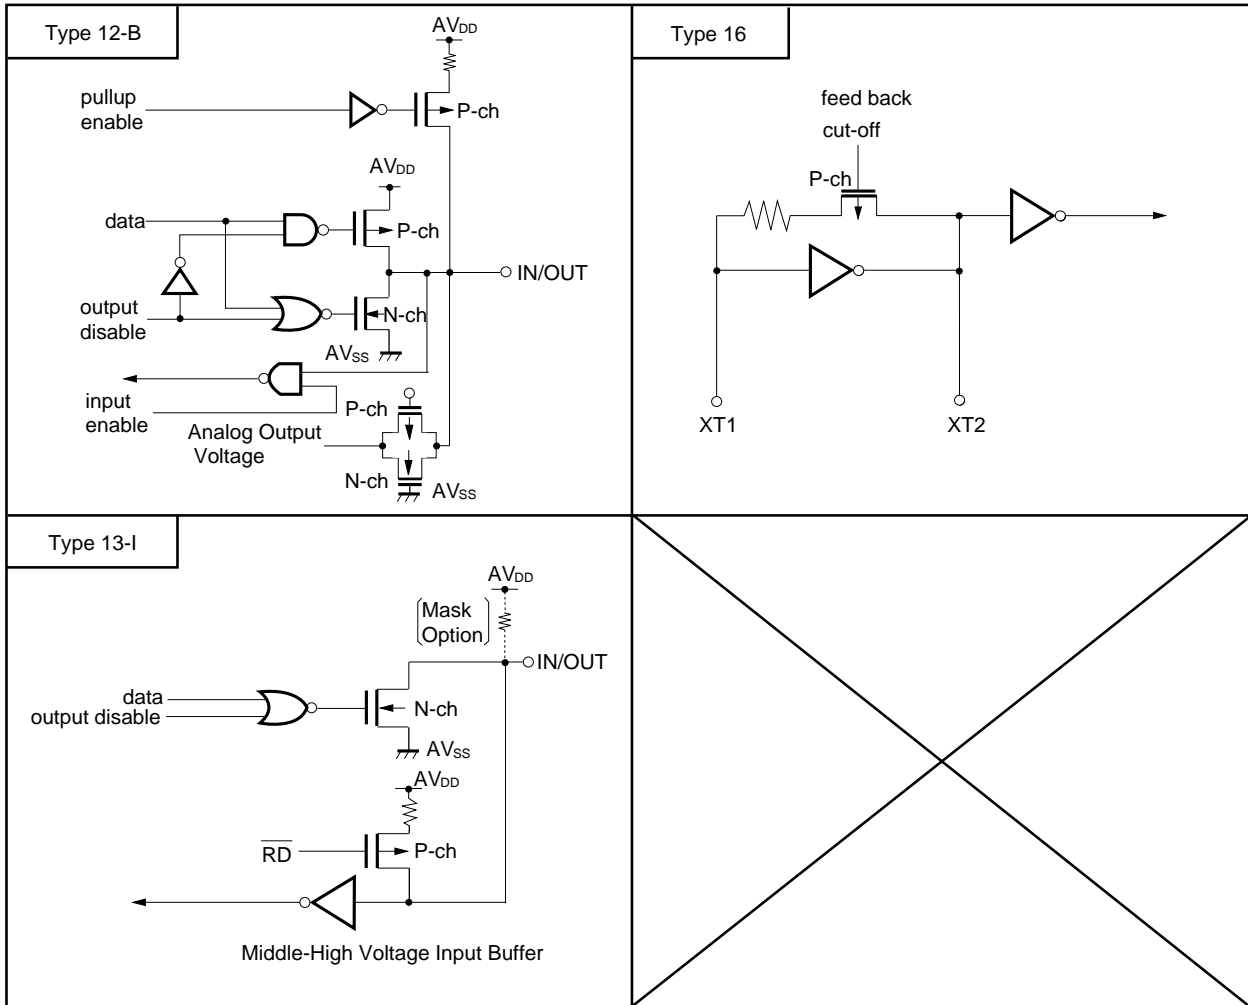 Type 12-B
AVDD
pullup
enable
P-ch
AVDD
data
P-ch
IN/OUT
output
disable
N-ch
AVSS
input
enable
P-ch
Analog Output
Voltage
N-ch
AVSS
Type 16
feed back
cut-off
P-ch
XT1
XT2
Type 13-I
AVDD
Mask
Option
IN/OUT
data
output disable
N-ch
AVSS
AVDD
RD
P-ch
Middle-High Voltage Input Buffer